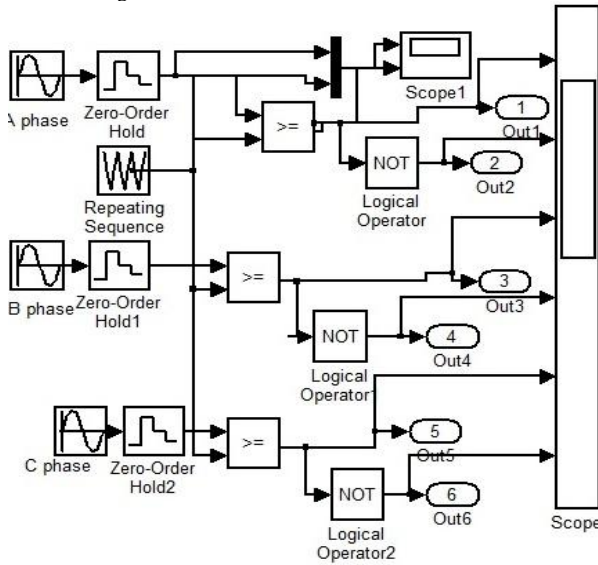 A phase
Zero-Order
Hold
Scope1
>=
1
Out1
NOT
2
Out2
Logical
Operator
Repeating
Sequence
B phase
Zero-Order
Hold1
>=
3
Out3
NOT
4
Out4
Logical
Operator1
C phase
Zero-Order
Hold2
>=
5
Out5
NOT
6
Out6
Logical
Operator2
Scope